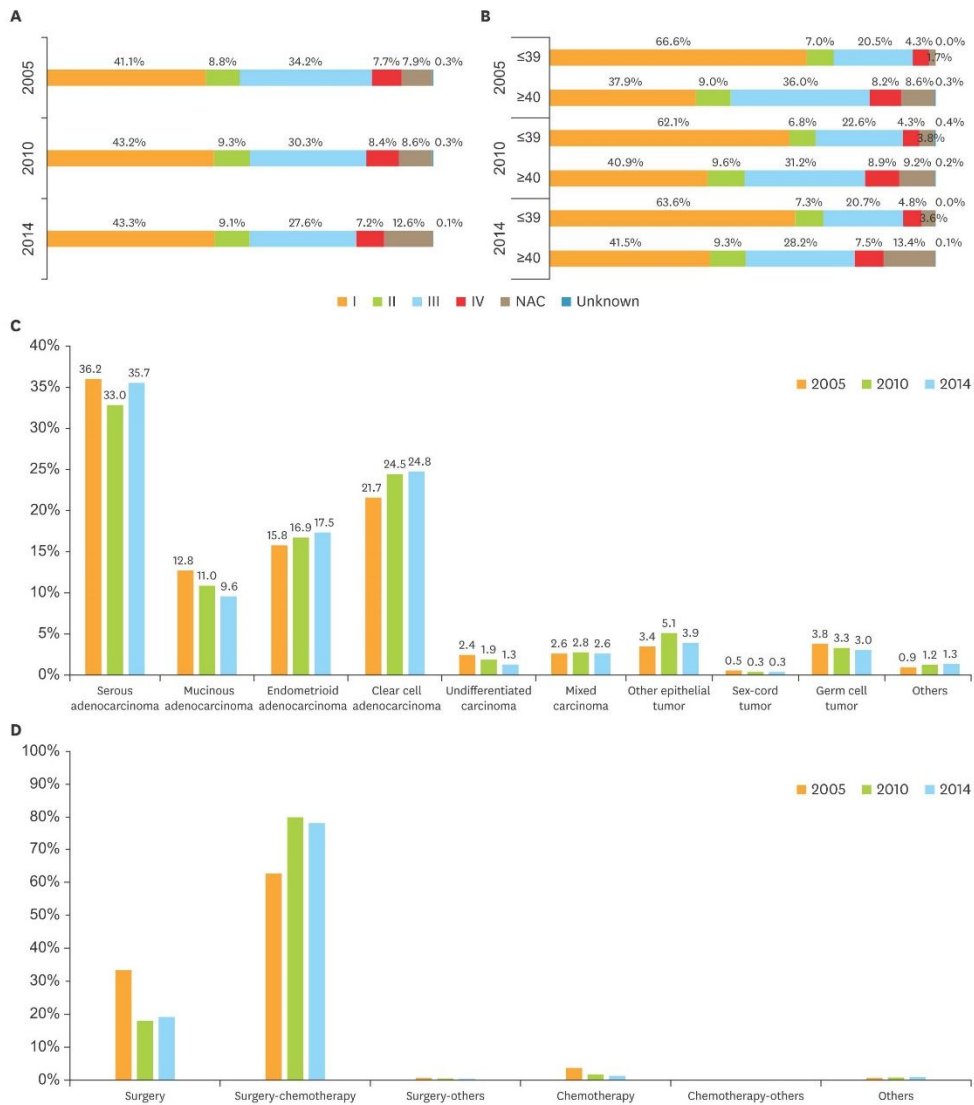 A
2005
41.1% 8.8% 34.2% 7.7% 7.9% 0.3%
2010
43.2% 9.3% 30.3% 8.4% 8.6% 0.3%
2014
43.3% 9.1% 27.6% 7.2% 12.6% 0.1%
B
2005
≤39 66.6% 7.0% 20.5% 4.3% 1.7% 0.0%
≥40 37.9% 9.0% 36.0% 8.2% 8.6% 0.3%
2010
≤39 62.1% 6.8% 22.6% 4.3% 3.8% 0.4%
≥40 40.9% 9.6% 31.2% 8.9% 9.2% 0.2%
2014
≤39 63.6% 7.3% 20.7% 4.8% 3.6% 0.0%
≥40 41.5% 9.3% 28.2% 7.5% 13.4% 0.1%
I II III IV NAC Unknown
C
2005 2010 2014
40%
35%
30%
25%
20%
15%
10%
5%
0%
36.2 33.0 35.7
12.8 11.0 9.6
15.8 16.9 17.5
21.7 24.5 24.8
2.4 1.9 1.3
2.6 2.8 2.6
3.4 5.1 3.9
0.5 0.3 0.3
3.8 3.3 3.0
0.9 1.2 1.3
Serous
adenocarcinoma
Mucinous
adenocarcinoma
Endometrioid
adenocarcinoma
Clear cell
adenocarcinoma
Undifferentiated
carcinoma
Mixed
carcinoma
Other epithelial
tumor
Sex-cord
tumor
Germ cell
tumor
Others
D
2005 2010 2014
100%
90%
80%
70%
60%
50%
40%
30%
20%
10%
0%
Surgery
Surgery-chemotherapy
Surgery-others
Chemotherapy
Chemotherapy-others
Others